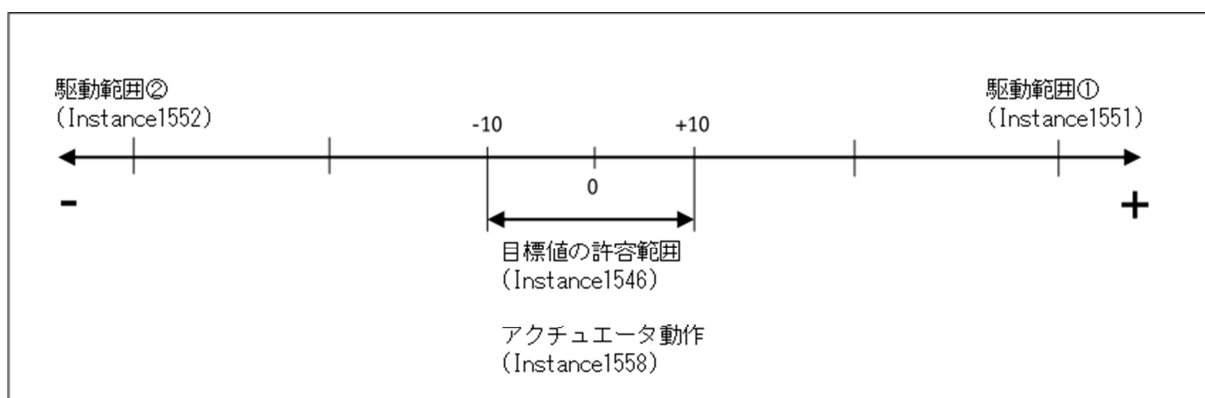 駆動範囲②
(Instance1552)
駆動範囲①
(Instance1551)
-10
+10
0
-
+
目標値の許容範囲
(Instance1546)
アクチュエータ動作
(Instance1558)